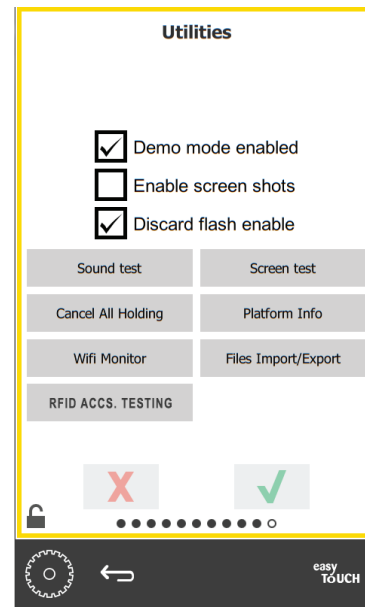 Utilities
Demo mode enabled
Enable screen shots
Discard flash enable
Sound test
Screen test
Cancel All Holding
Platform Info
Wifi Monitor
Files Import/Export
RFID ACCS. TESTING
easy
TOUCH